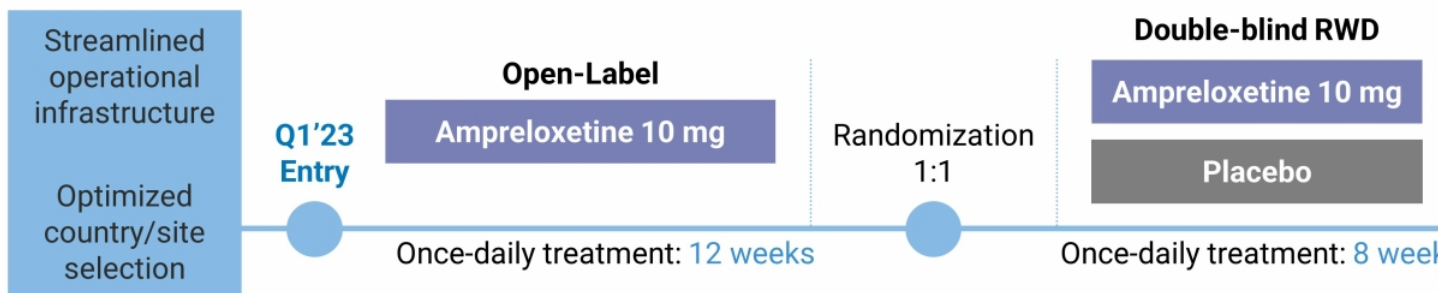 Streamlined
operational
infrastructure
Optimized
country/site
selection
Q1’23
Entry
Open-Label
Ampreloxetine 10 mg
Once-daily treatment: 12 weeks
Randomization
1:1
Double-blind RWD
Ampreloxetine 10 mg
Placebo
Once-daily treatment: 8